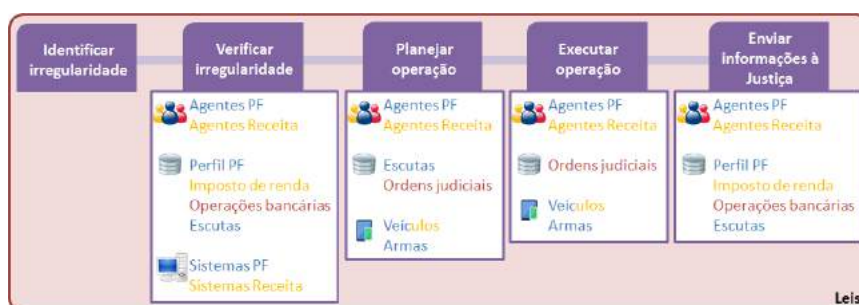 Identificar
irregularidade
Verificar
irregularidade
Agentes PF
Agentes Receita
Perfil PF
Imposto de renda
Operações bancárias
Escutas
Sistemas PF
Sistemas Receita
Planejar
operação
Agentes PF
Agentes Receita
Escutas
Ordens judiciais
Veículos
Armas
Executar
operação
Agentes PF
Agentes Receita
Ordens judiciais
Veículos
Armas
Enviar
informações à
Justiça
Agentes PF
Agentes Receita
Perfil PF
Imposto de renda
Operações bancárias
Escutas
Leis